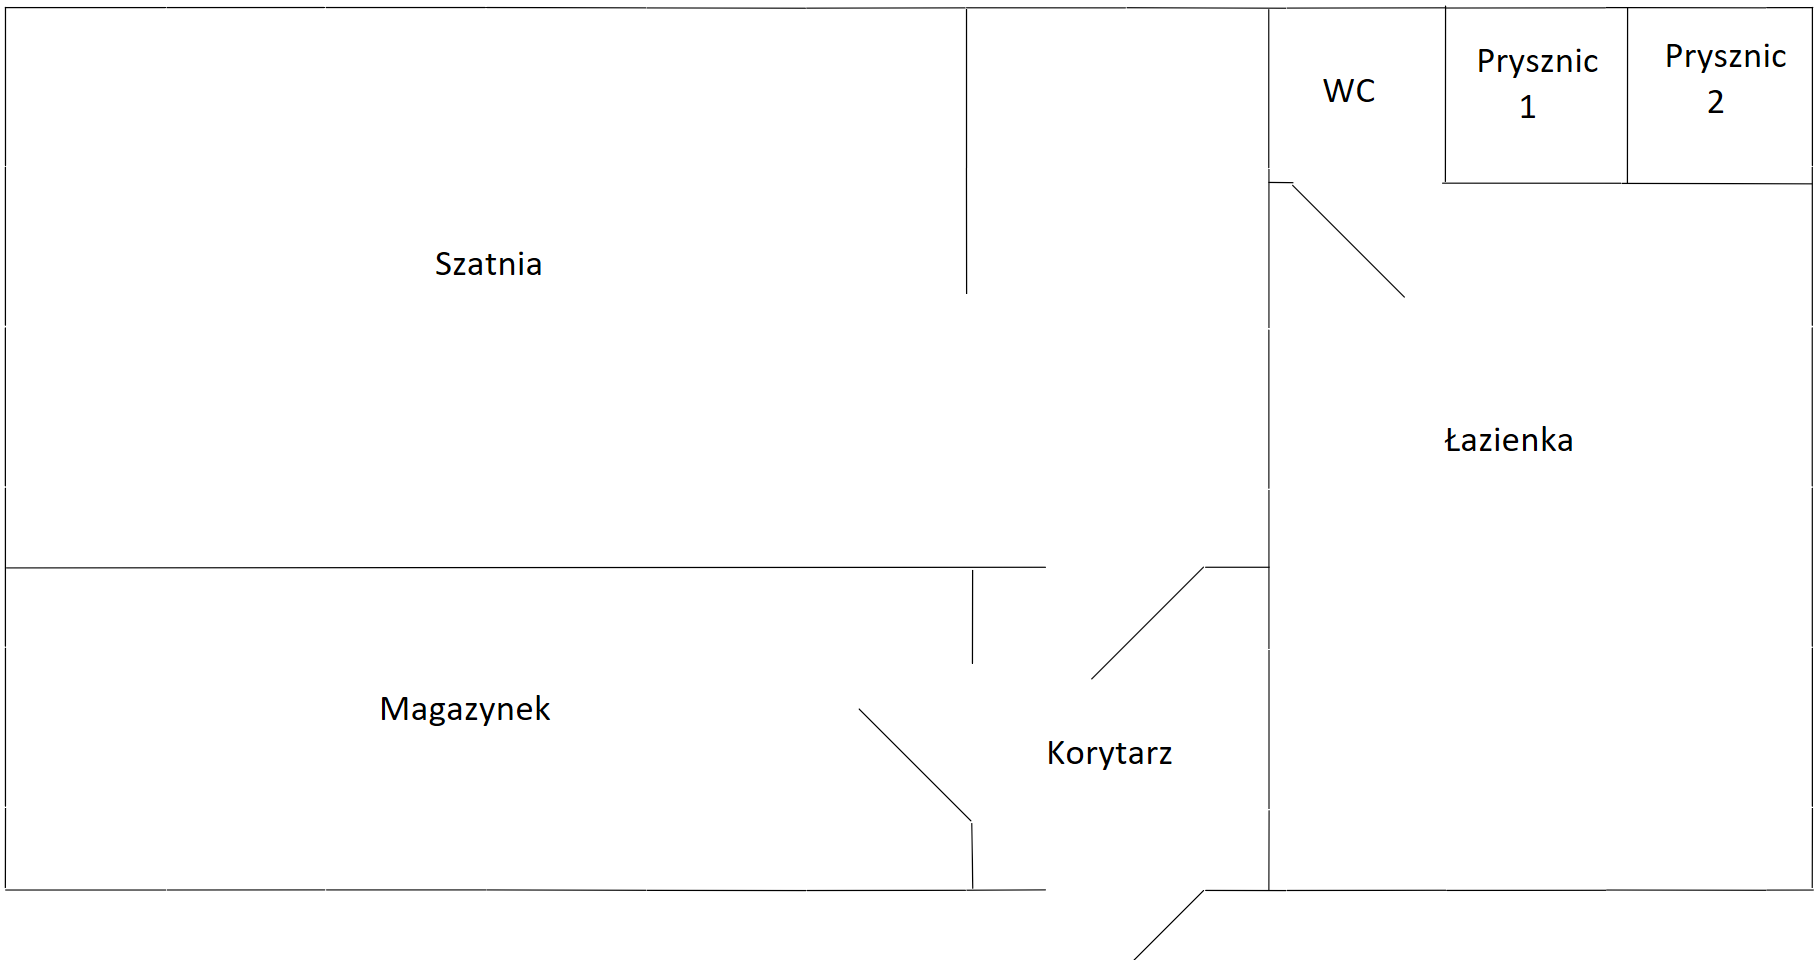 WC
Prysznic
1
Prysznic
2
Szatnia
Łazienka
Magazynek
Korytarz